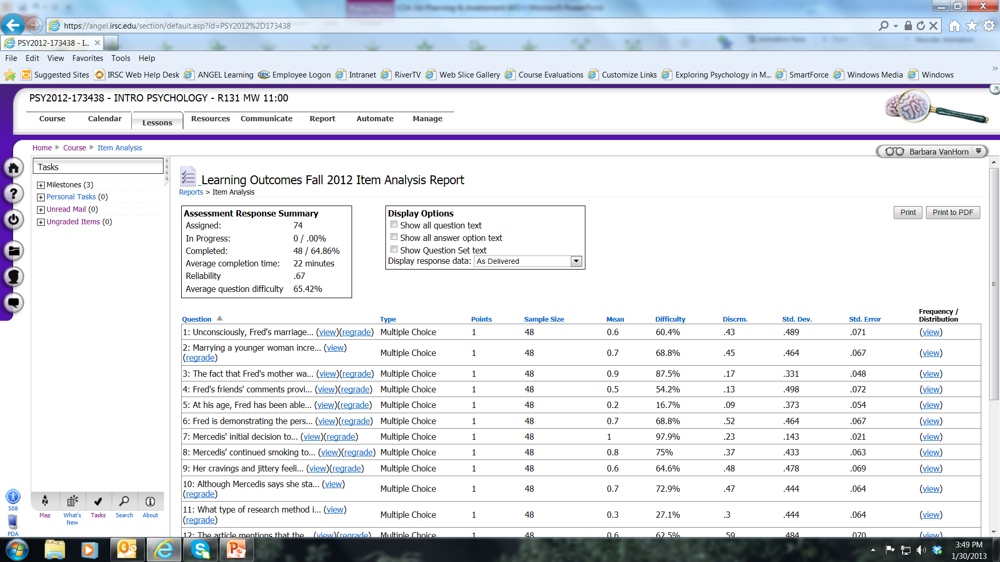 https://angel.irsc.edu/section/default.asp?id=PSY2012%2D173438
PSY2012-173438 - I...
File Edit View Favorites Tools Help
Suggested Sites IRSC Web Help Desk ANGEL Learning IRSC Employee Logon Intranet RiverTV Web Slice Gallery Course Evaluations Customize Links Exploring Psychology in M... SmartForce Windows Media Windows
PSY2012-173438 - INTRO PSYCHOLOGY - R131 MW 11:00
Course Calendar Lessons Resources Communicate Report Automate Manage
Home Course Item Analysis
Barbara VanHorn
Tasks
Milestones (3)
Personal Tasks (0)
Unread Mail (0)
Ungraded Items (0)
Learning Outcomes Fall 2012 Item Analysis Report
Reports > Item Analysis
Assessment Response Summary
Assigned: 74
In Progress: 0 / .00%
Completed: 48 / 64.86%
Average completion time: 22 minutes
Reliability .67
Average question difficulty 65.42%
Display Options
Show all question text
Show all answer option text
Show Question Set text
Display response data: As Delivered
Print Print to PDF
Question Type Points Sample Size Mean Difficulty Discrm. Std. Dev. Std. Error Frequency /
Distribution
1: Unconsciously, Fred's marriage... (view)(regrade) Multiple Choice 1 48 0.6 60.4% .43 .489 .071 (view)
2: Marrying a younger woman incre... (view)
(regrade) Multiple Choice 1 48 0.7 68.8% .45 .464 .067 (view)
3: The fact that Fred's mother wa... (view)(regrade) Multiple Choice 1 48 0.9 87.5% .17 .331 .048 (view)
4: Fred's friends' comments provi... (view)(regrade) Multiple Choice 1 48 0.5 54.2% .13 .498 .072 (view)
5: At his age, Fred has been able... (view)(regrade) Multiple Choice 1 48 0.2 16.7% .09 .373 .054 (view)
6: Fred is demonstrating the pers... (view)(regrade) Multiple Choice 1 48 0.7 68.8% .52 .464 .067 (view)
7: Mercedis' initial decision to... (view)(regrade) Multiple Choice 1 48 1 97.9% .23 .143 .021 (view)
8: Mercedis' continued smoking to... (view)(regrade) Multiple Choice 1 48 0.8 75% .37 .433 .063 (view)
9: Her cravings and jittery feeli... (view)(regrade) Multiple Choice 1 48 0.6 64.6% .48 .478 .069 (view)
10: Although Mercedis says she sta... (view)
(regrade) Multiple Choice 1 48 0.7 72.9% .47 .444 .064 (view)
11: What type of research method i... (view)
(regrade) Multiple Choice 1 48 0.3 27.1% .3 .444 .064 (view)
12: The article mentions that the... (view)(regrade) Multiple Choice 1 48 0.6 62.5% .59 .484 .070 (view)
508
PDA
Map What's New Tasks Search About
3:49 PM
1/30/2013